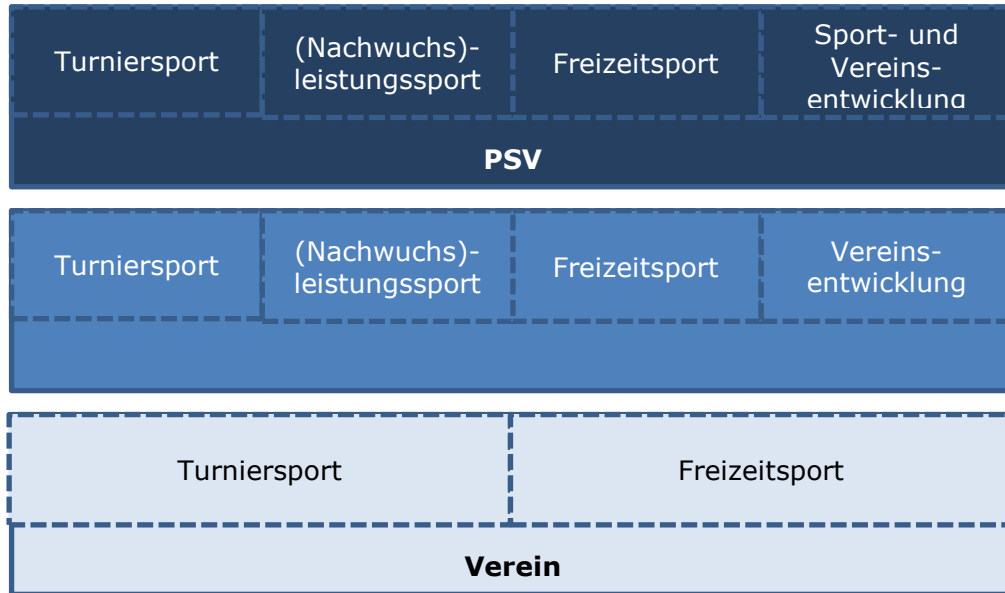 Turniersport
(Nachwuchs)-
leistungssport
Freizeitsport
Sport- und
Vereins-
entwicklung
PSV
Turniersport
(Nachwuchs)-
leistungssport
Freizeitsport
Vereins-
entwicklung
Turniersport
Freizeitsport
Verein